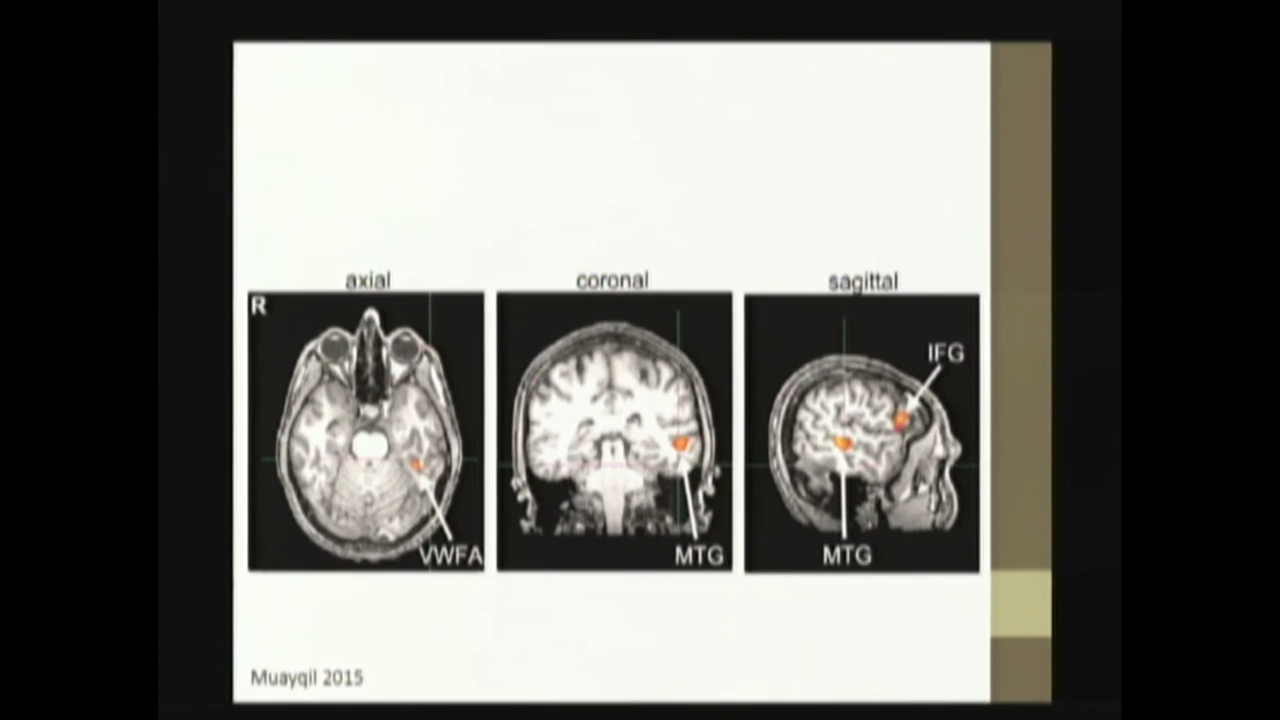 axial
coronal
sagittal
R
IFG
VWFA
MTG
MTG
Muayqil 2015